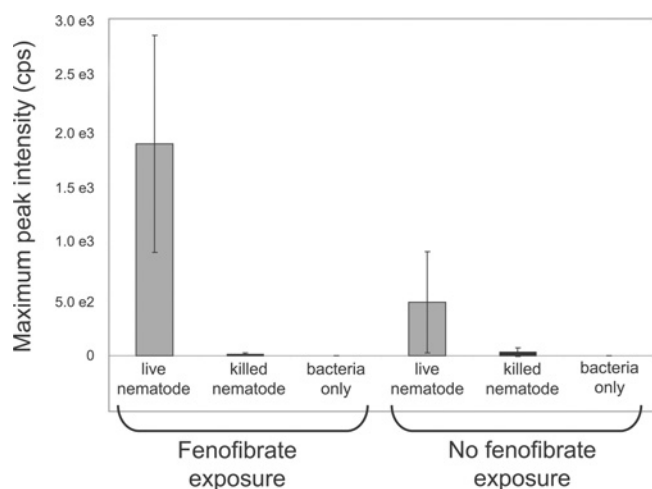 Maximum peak intensity (cps)
3.0 e3
2.5 e3
2.0 e3
1.5 e3
1.0 e3
5.0 e2
0
live
nematode
killed
nematode
bacteria
only
live
nematode
killed
nematode
bacteria
only
Fenofibrate
exposure
No fenofibrate
exposure